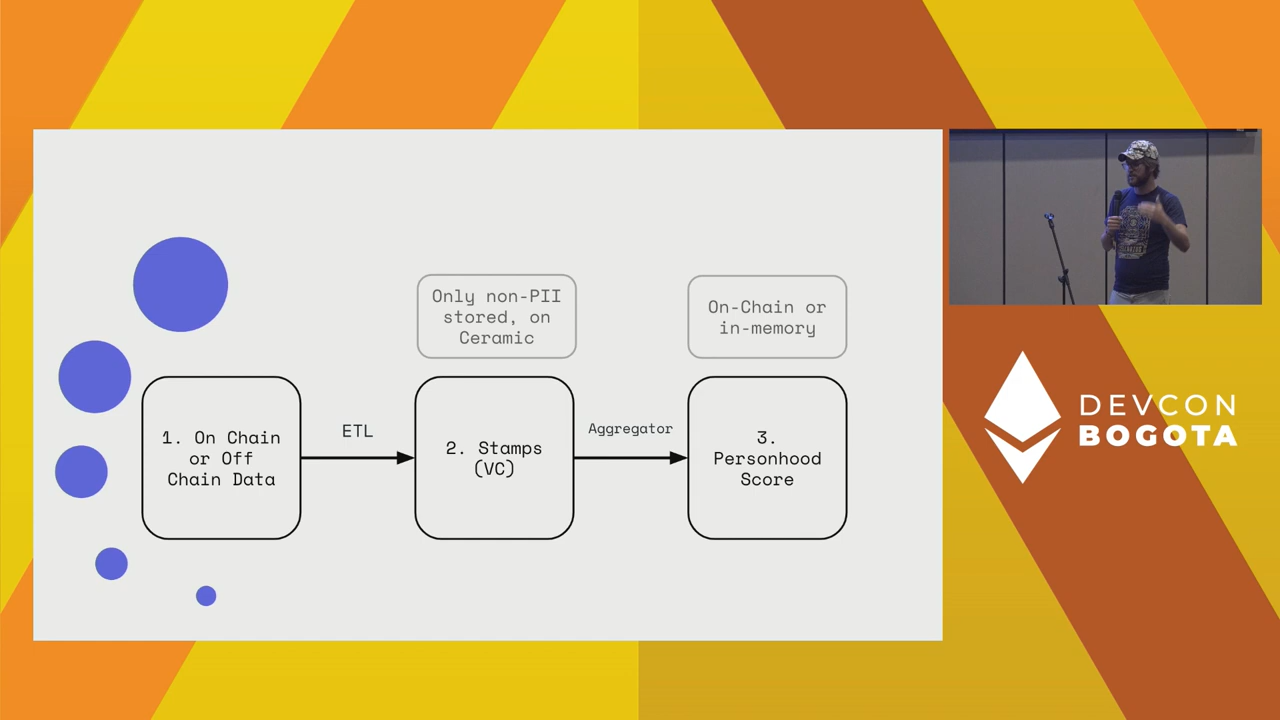 Only non-PII
stored, on
Ceramic
On-Chain or
in-memory
1. On Chain
or Off
Chain Data
ETL
2. Stamps
(VC)
Aggregator
3.
Personhood
Score
DEVCON
BOGOTA